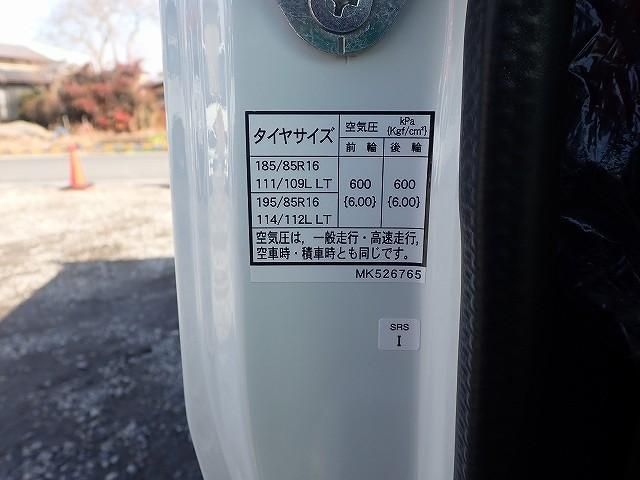 タイヤサイズ 空気圧 kPa {Kgf/cm²}
前輪 後輪
185/85R16
111/109L LT 600 600
195/85R16 {6.00} {6.00}
114/112L LT
空気圧は，一般走行・高速走行，
空車時・積車時とも同じです。
MK526765
SRS
I